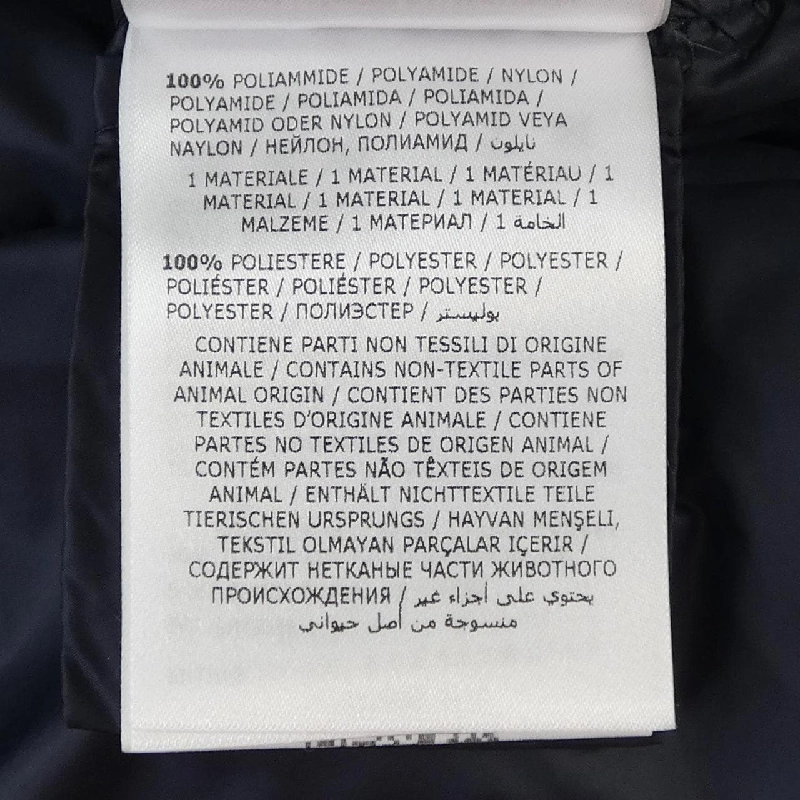 100% POLIAMMIDE / POLYAMIDE / NYLON /
POLYAMIDE / POLIAMIDA / POLIAMIDA /
POLYAMID ODER NYLON / POLYAMID VEYA
NAYLON / НЕЙЛОН, ПОЛИАМИД / نايلون
1 MATERIALE / 1 MATERIAL / 1 MATÉRIAU / 1
MATERIAL / 1 MATERIAL / 1 MATERIAL / 1
MALZEME / 1 МАТЕРИАЛ / 1 الخامة
100% POLIESTERE / POLYESTER / POLYESTER /
POLIÉSTER / POLIÉSTER / POLYESTER /
POLYESTER / ПОЛИЭСТЕР / بوليستر
CONTIENE PARTI NON TESSILI DI ORIGINE
ANIMALE / CONTAINS NON-TEXTILE PARTS OF
ANIMAL ORIGIN / CONTIENT DES PARTIES NON
TEXTILES D'ORIGINE ANIMALE / CONTIENE
PARTES NO TEXTILES DE ORIGEN ANIMAL /
CONTÉM PARTES NÃO TÊXTEIS DE ORIGEM
ANIMAL / ENTHÄLT NICHTTEXTILE TEILE
TIERISCHEN URSPRUNGS / HAYVAN MENŞELİ,
TEKSTIL OLMAYAN PARÇALAR IÇERIR /
СОДЕРЖИТ НЕТКАНЫЕ ЧАСТИ ЖИВОТНОГО
ПРОИСХОЖДЕНИЯ / يحتوي على أجزاء غير
منسوجة من أصل حيواني